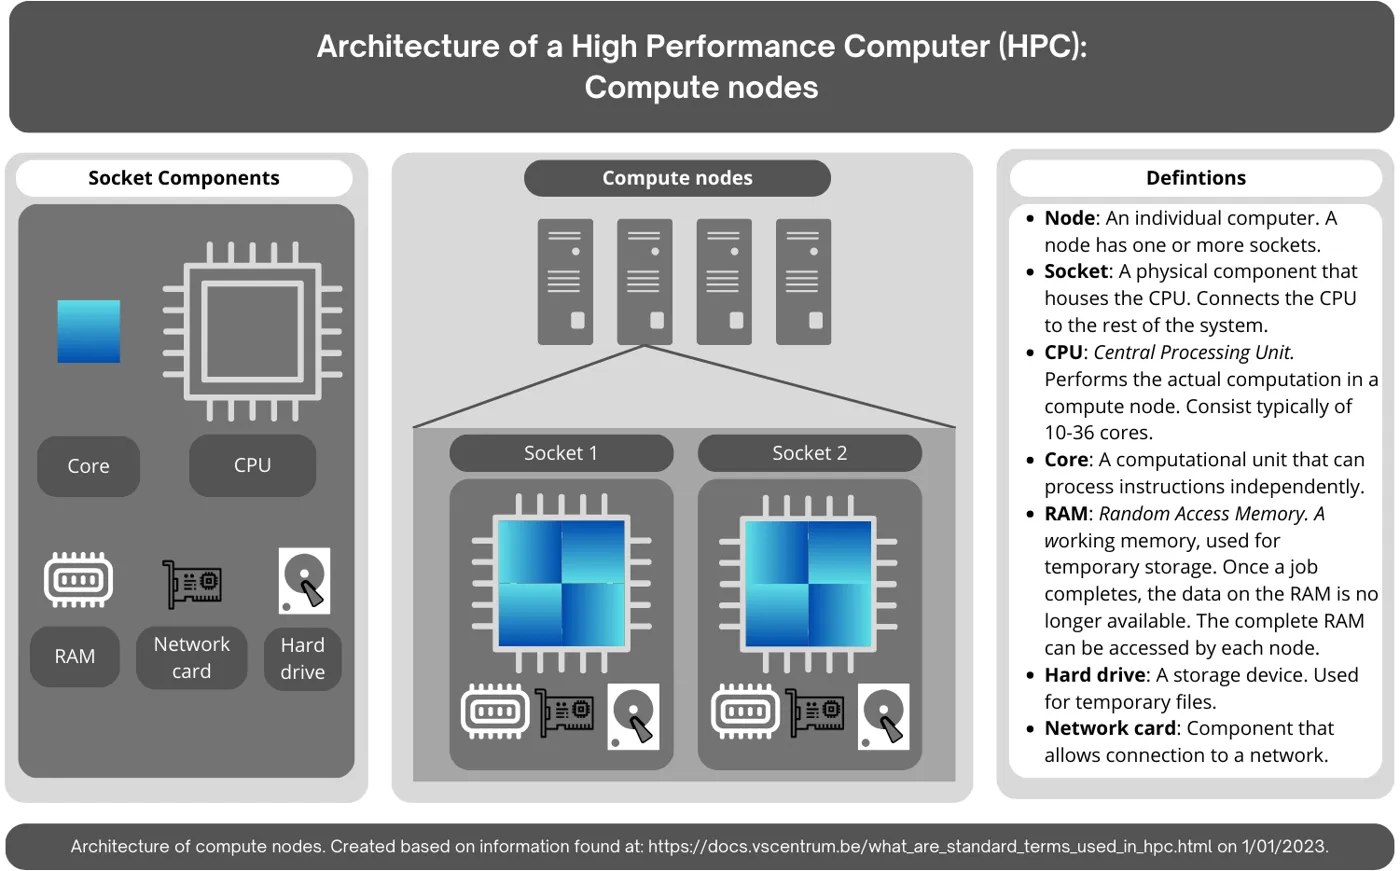 Architecture of a High Performance Computer (HPC):
Compute nodes
Socket Components
Core
CPU
RAM
Network
card
Hard
drive
Compute nodes
Socket 1
Socket 2
Defintions
• Node: An individual computer. A
node has one or more sockets.
• Socket: A physical component that
houses the CPU. Connects the CPU
to the rest of the system.
• CPU: Central Processing Unit.
Performs the actual computation in a
compute node. Consist typically of
10-36 cores.
• Core: A computational unit that can
process instructions independently.
• RAM: Random Access Memory. A
working memory, used for
temporary storage. Once a job
completes, the data on the RAM is no
longer available. The complete RAM
can be accessed by each node.
• Hard drive: A storage device. Used
for temporary files.
• Network card: Component that
allows connection to a network.
Architecture of compute nodes. Created based on information found at: https://docs.vscentrum.be/what_are_standard_terms_used_in_hpc.html on 1/01/2023.